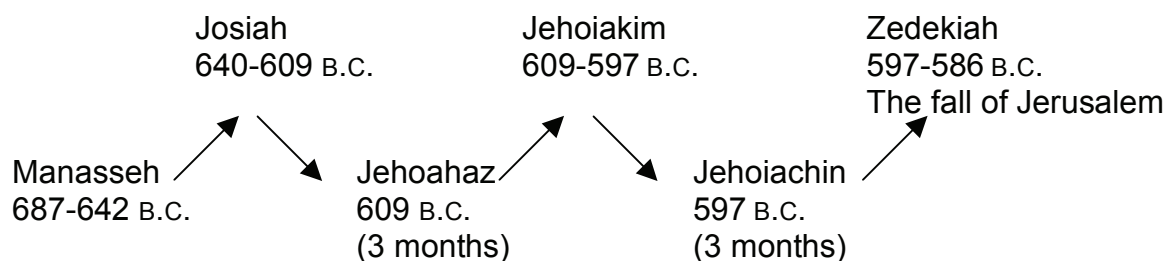 Josiah
640-609 B.C.
Jehoiakim
609-597 B.C.
Zedekiah
597-586 B.C.
The fall of Jerusalem
Manasseh
687-642 B.C.
Jehoahaz
609 B.C.
(3 months)
Jehoiachin
597 B.C.
(3 months)